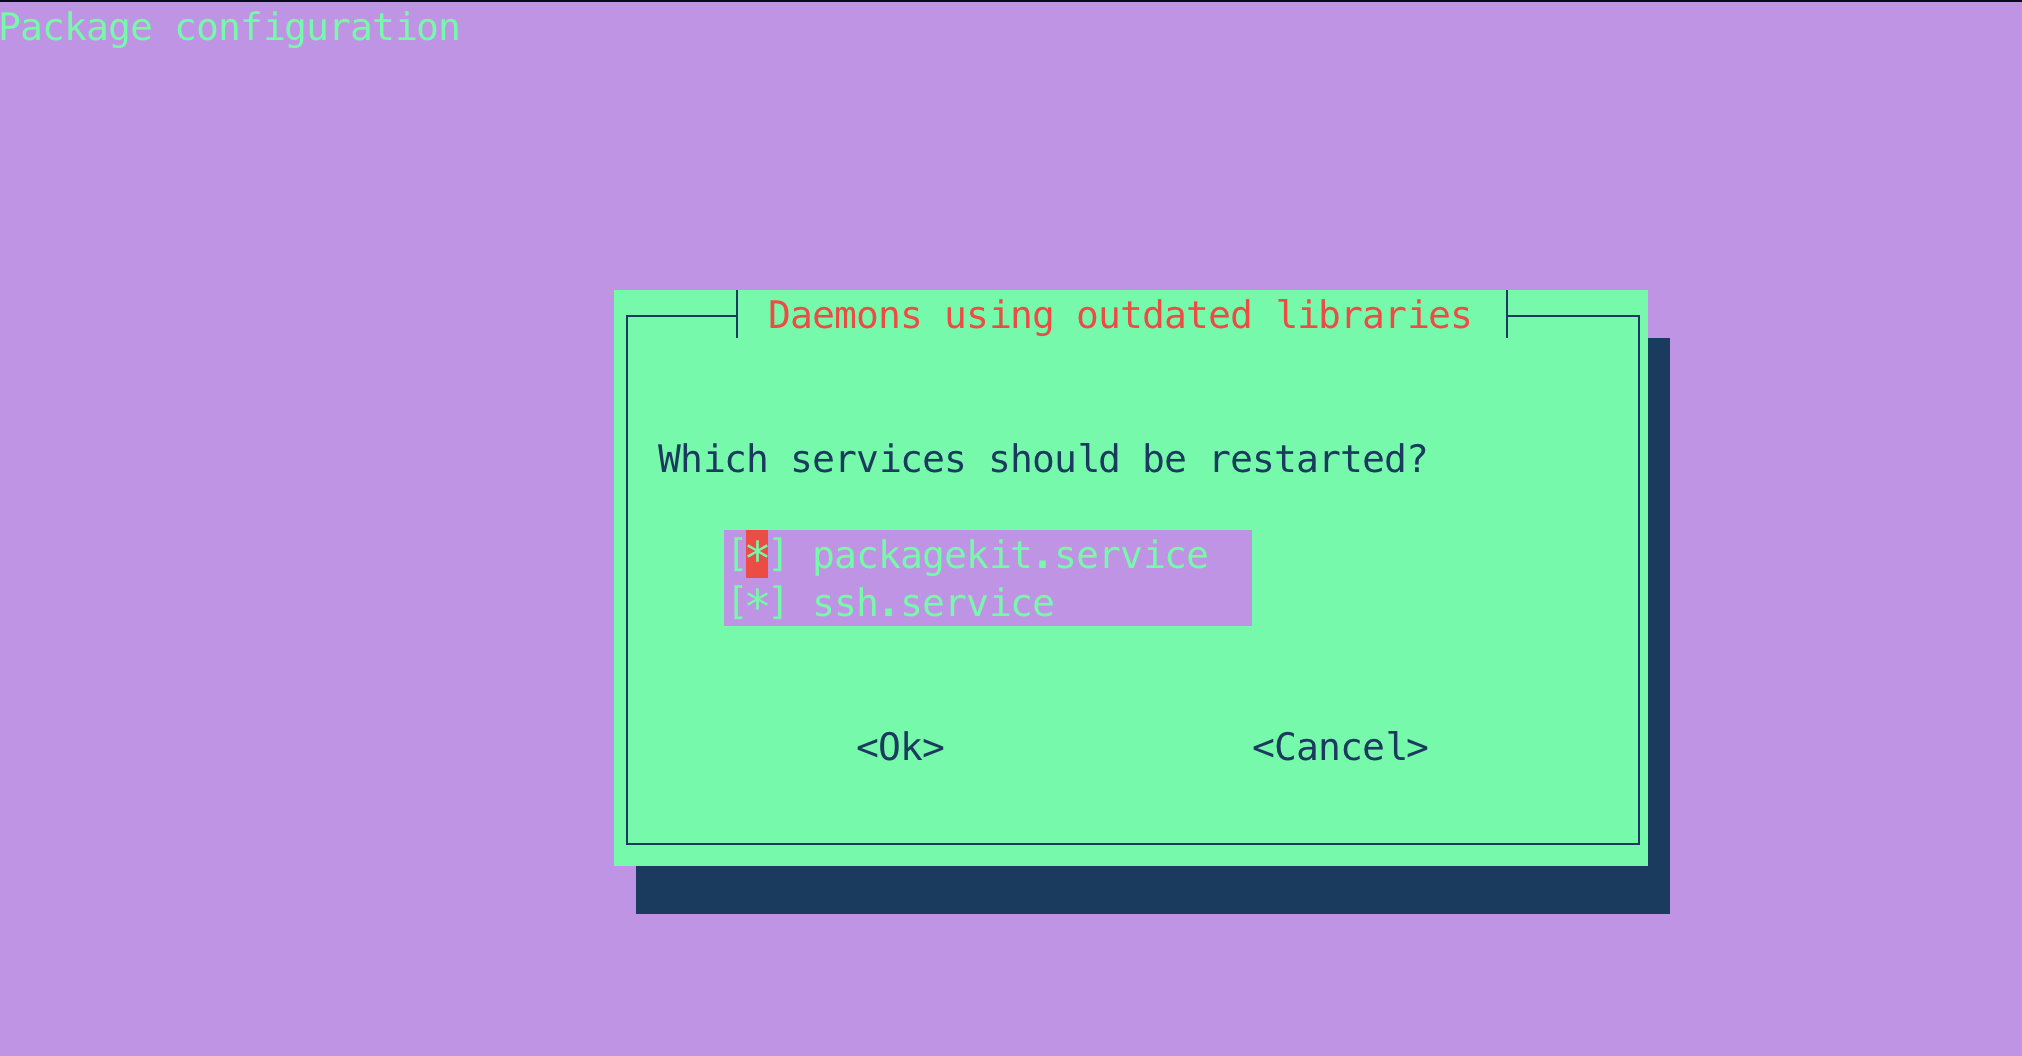 Package configuration
Daemons using outdated libraries
Which services should be restarted?
[*] packagekit.service
[*] ssh.service
<Ok> <Cancel>